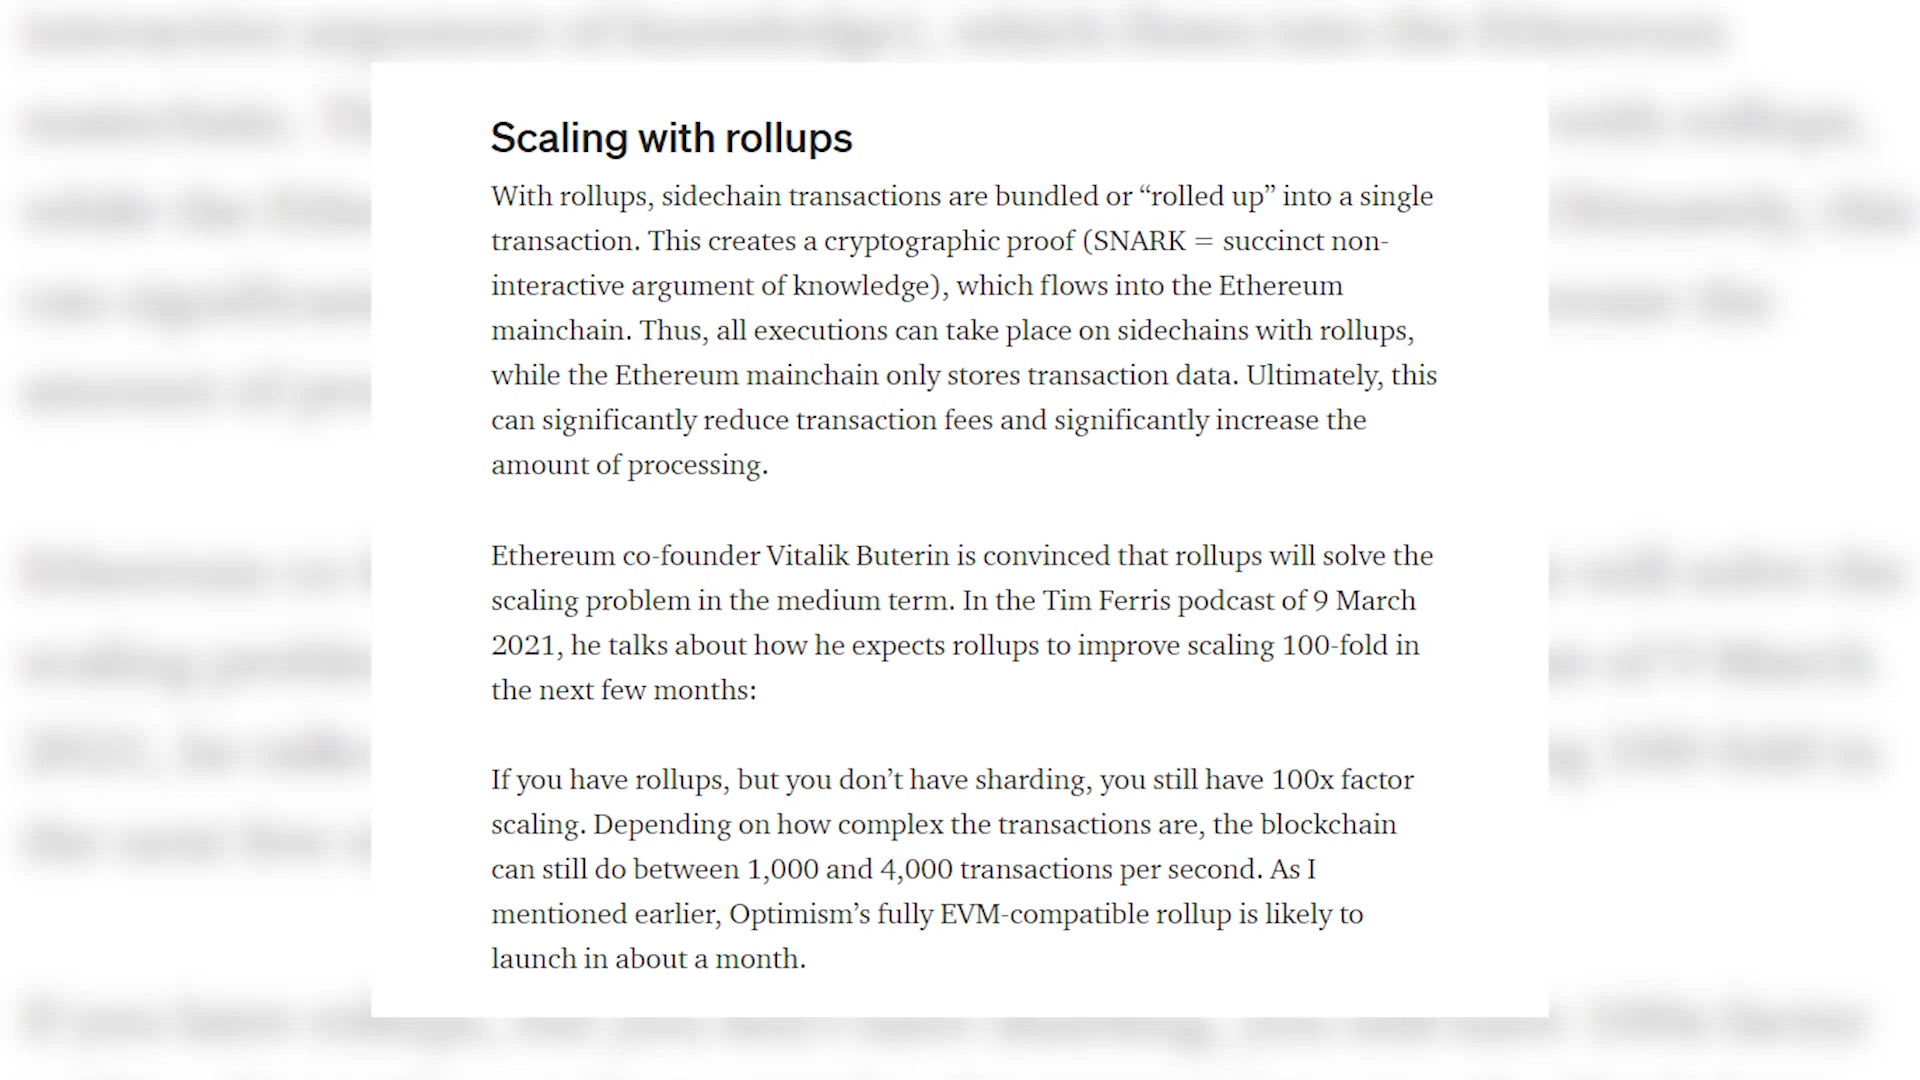 Scaling with rollups
With rollups, sidechain transactions are bundled or “rolled up” into a single
transaction. This creates a cryptographic proof (SNARK = succinct non-
interactive argument of knowledge), which flows into the Ethereum
mainchain. Thus, all executions can take place on sidechains with rollups,
while the Ethereum mainchain only stores transaction data. Ultimately, this
can significantly reduce transaction fees and significantly increase the
amount of processing.
Ethereum co-founder Vitalik Buterin is convinced that rollups will solve the
scaling problem in the medium term. In the Tim Ferris podcast of 9 March
2021, he talks about how he expects rollups to improve scaling 100-fold in
the next few months:
If you have rollups, but you don’t have sharding, you still have 100x factor
scaling. Depending on how complex the transactions are, the blockchain
can still do between 1,000 and 4,000 transactions per second. As I
mentioned earlier, Optimism’s fully EVM-compatible rollup is likely to
launch in about a month.